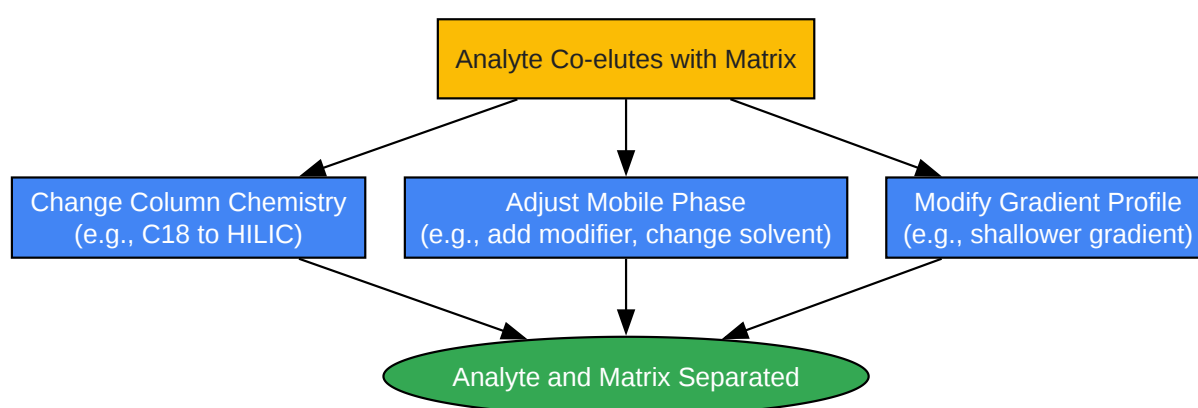 Analyte Co-elutes with Matrix
Change Column Chemistry
(e.g., C18 to HILIC)
Adjust Mobile Phase
(e.g., add modifier, change solvent)
Modify Gradient Profile
(e.g., shallower gradient)
Analyte and Matrix Separated